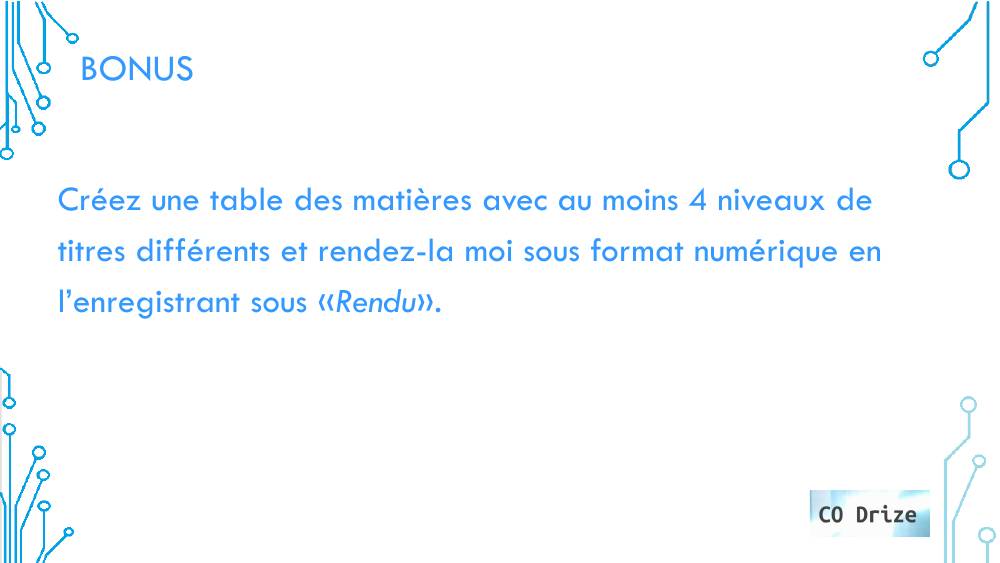 BONUS
Créez une table des matières avec au moins 4 niveaux de
titres différents et rendez-la moi sous format numérique en
l’enregistrant sous «Rendu».
CO Drize